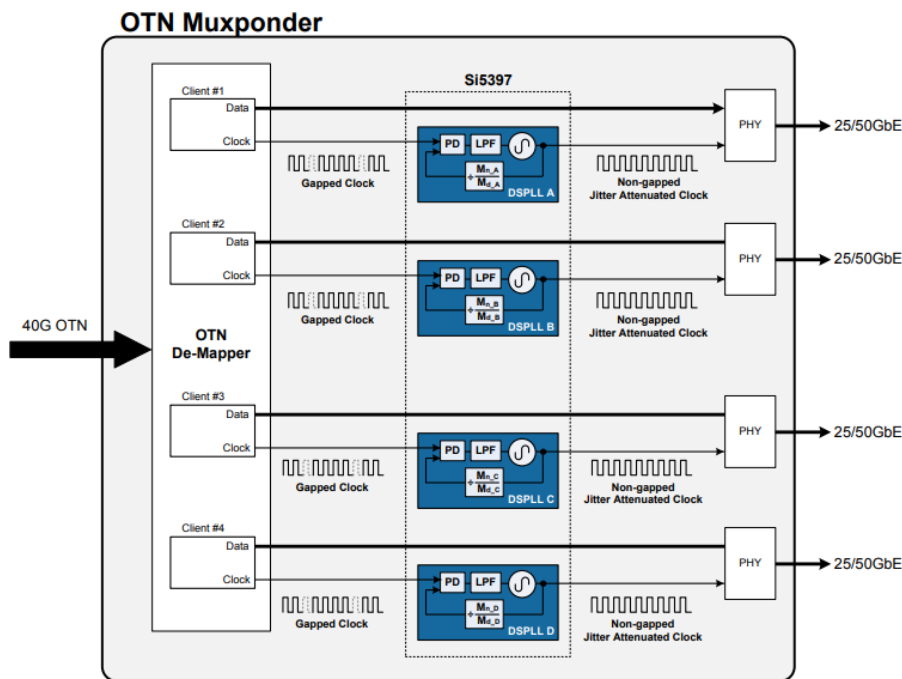 OTN Muxponder
Si5397
Client #1
Data
Clock
Gapped Clock
PD
LPF
÷ Mn_A
Md_A
DSPLL A
Non-gapped
Jitter Attenuated Clock
PHY
25/50GbE
Client #2
Data
Clock
Gapped Clock
PD
LPF
÷ Mn_B
Md_B
DSPLL B
Non-gapped
Jitter Attenuated Clock
PHY
25/50GbE
40G OTN
OTN
De-Mapper
Client #3
Data
Clock
Gapped Clock
PD
LPF
÷ Mn_C
Md_C
DSPLL C
Non-gapped
Jitter Attenuated Clock
PHY
25/50GbE
Client #4
Data
Clock
Gapped Clock
PD
LPF
÷ Mn_D
Md_D
DSPLL D
Non-gapped
Jitter Attenuated Clock
PHY
25/50GbE